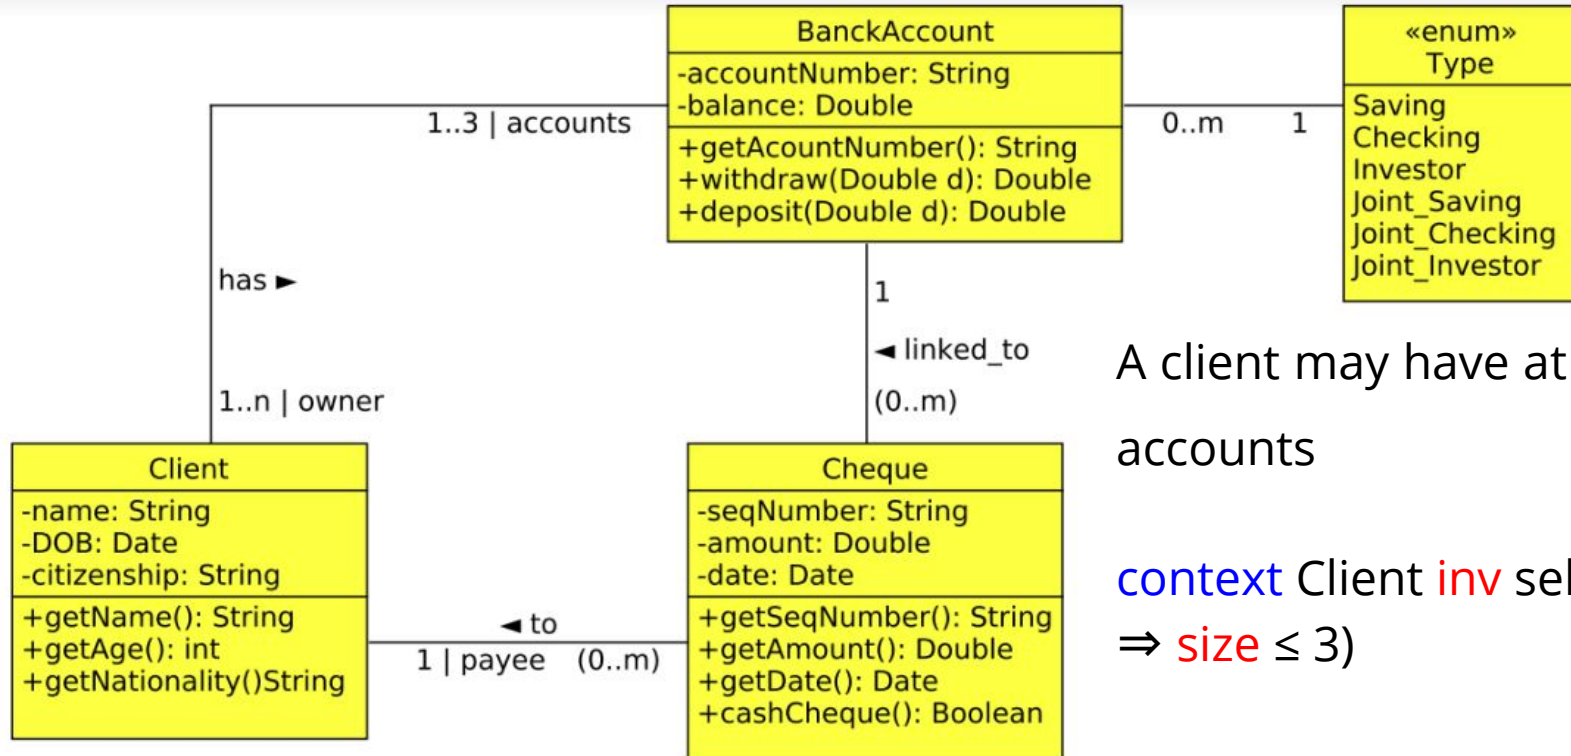 BanckAccount
-accountNumber: String
-balance: Double
+getAcountNumber(): String
+withdraw(Double d): Double
+deposit(Double d): Double
«enum»
Type
Saving
Checking
Investor
Joint_Saving
Joint_Checking
Joint_Investor
1..3 | accounts
0..m 1
has ►
1..n | owner
1
◄ linked_to
(0..m)
Client
-name: String
-DOB: Date
-citizenship: String
+getName(): String
+getAge(): int
+getNationality()String
◄ to
1 | payee (0..m)
Cheque
-seqNumber: String
-amount: Double
-date: Date
+getSeqNumber(): String
+getAmount(): Double
+getDate(): Date
+cashCheque(): Boolean
A client may have at
accounts
context Client inv
⇒ size ≤ 3)